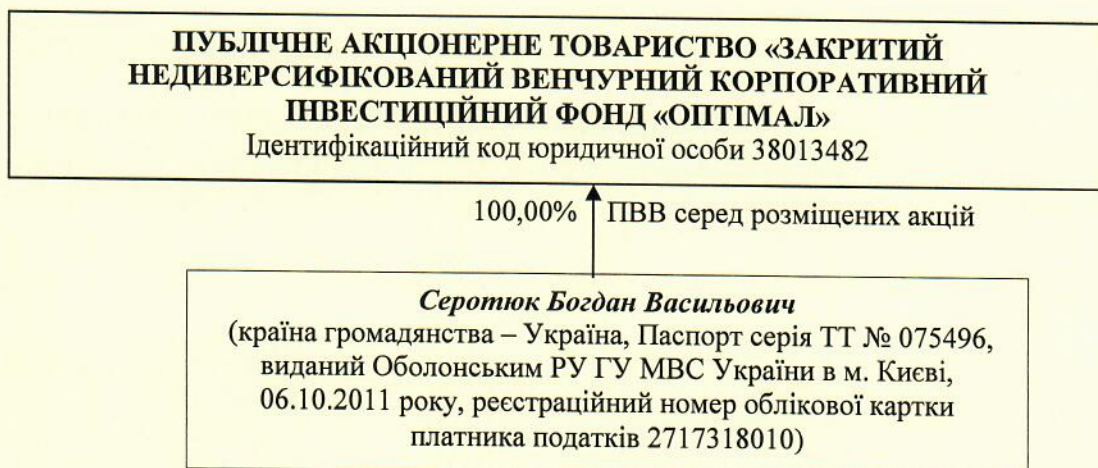 ПУБЛІЧНЕ АКЦІОНЕРНЕ ТОВАРИСТВО «ЗАКРИТИЙ
НЕДИВЕРСИФІКОВАНИЙ ВЕНЧУРНИЙ КОРПОРАТИВНИЙ
ІНВЕСТИЦІЙНИЙ ФОНД «ОПТІМАЛ»
Ідентифікаційний код юридичної особи 38013482
100,00% ПВВ серед розміщених акцій
Серотюк Богдан Васильович
(країна громадянства – Україна, Паспорт серія ТТ № 075496,
виданий Оболонським РУ ГУ МВС України в м. Києві,
06.10.2011 року, реєстраційний номер облікової картки
платника податків 2717318010)